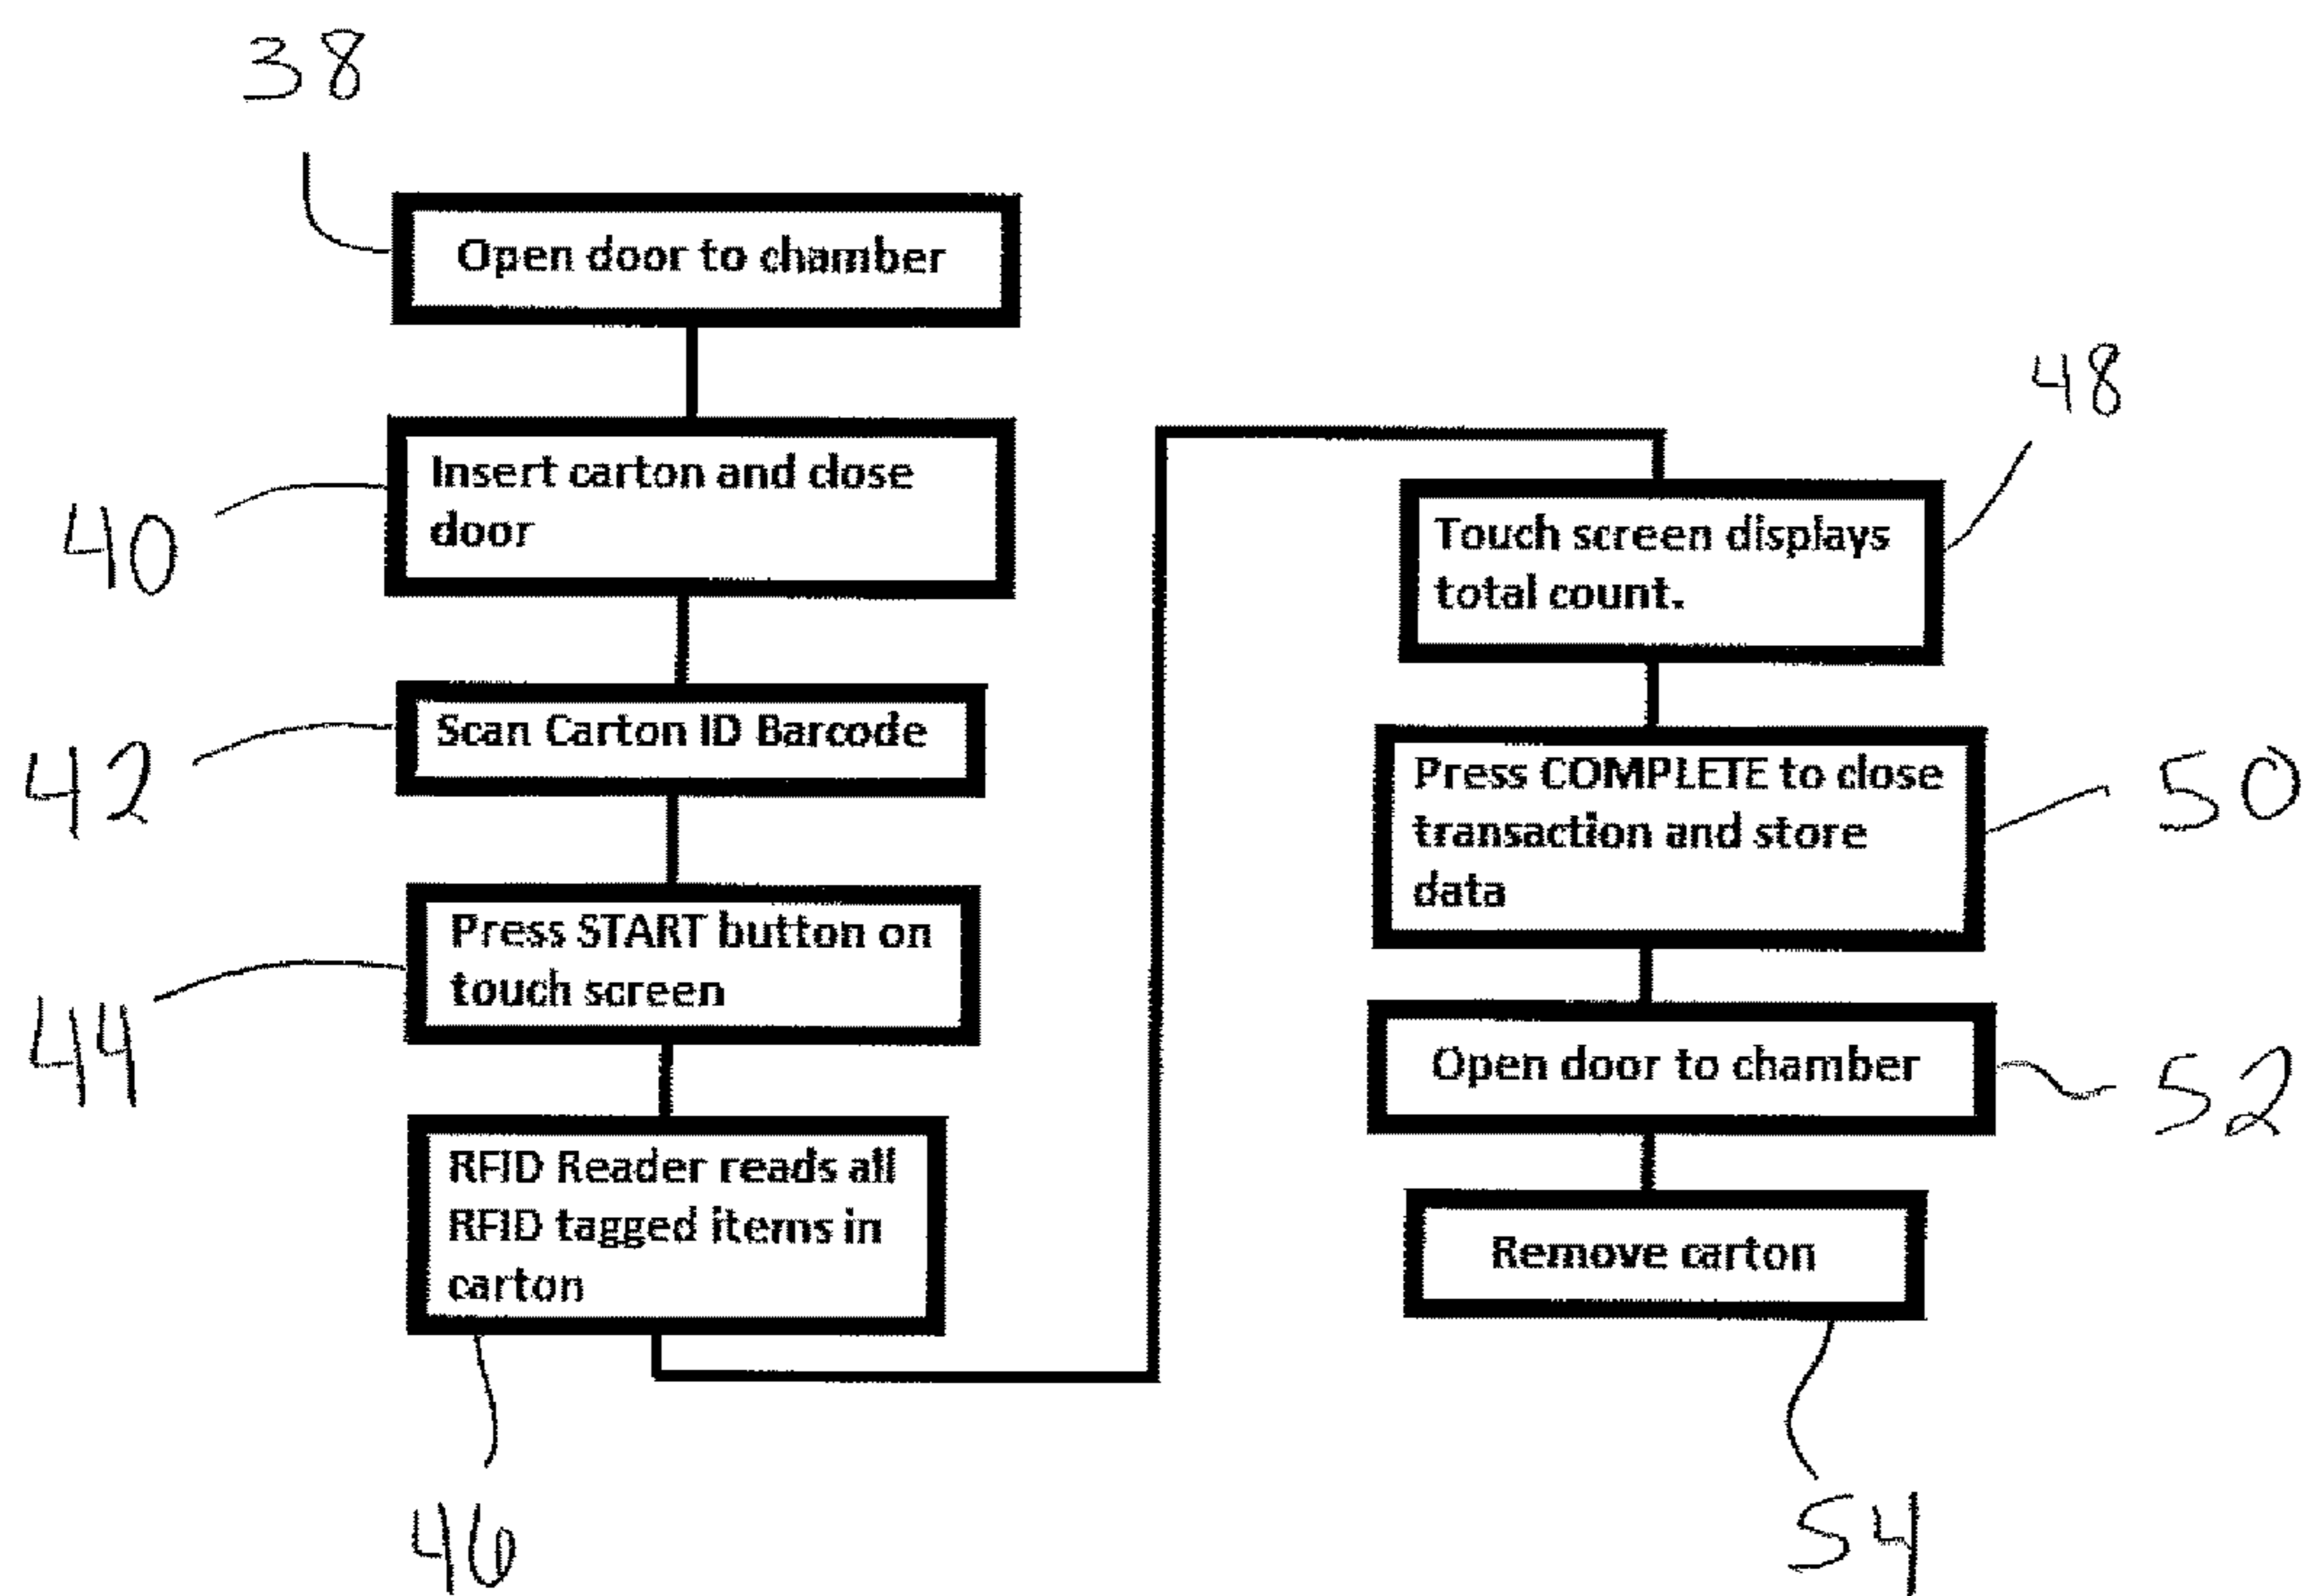 38
Open door to chamber
40
Insert carton and close
door
42
Scan Carton ID Barcode
44
Press START button on
touch screen
46
RFID Reader reads all
RFID tagged items in
carton
48
Touch screen displays
total count.
50
Press COMPLETE to close
transaction and store
data
52
Open door to chamber
54
Remove carton